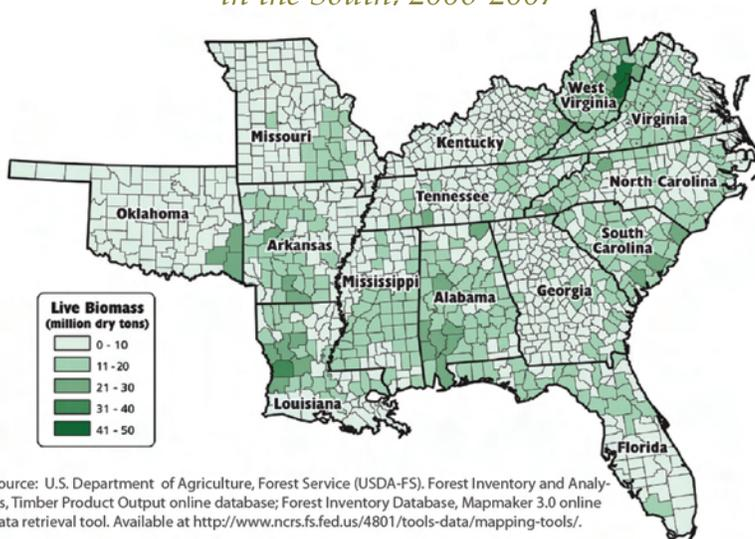 in the South, 2006-2007
West
Virginia
Missouri
Virginia
Kentucky
North Carolina
Tennessee
Oklahoma
Arkansas
South
Carolina
Mississippi
Alabama
Georgia
Live Biomass
(million dry tons)
0 - 10
11 - 20
21 - 30
31 - 40
41 - 50
Louisiana
Florida
ource: U.S. Department of Agriculture, Forest Service (USDA-FS). Forest Inventory and Analy-
s, Timber Product Output online database; Forest Inventory Database, Mapmaker 3.0 online
ata retrieval tool. Available at http://www.ncrs.fs.fed.us/4801/tools-data/mapping-tools/.